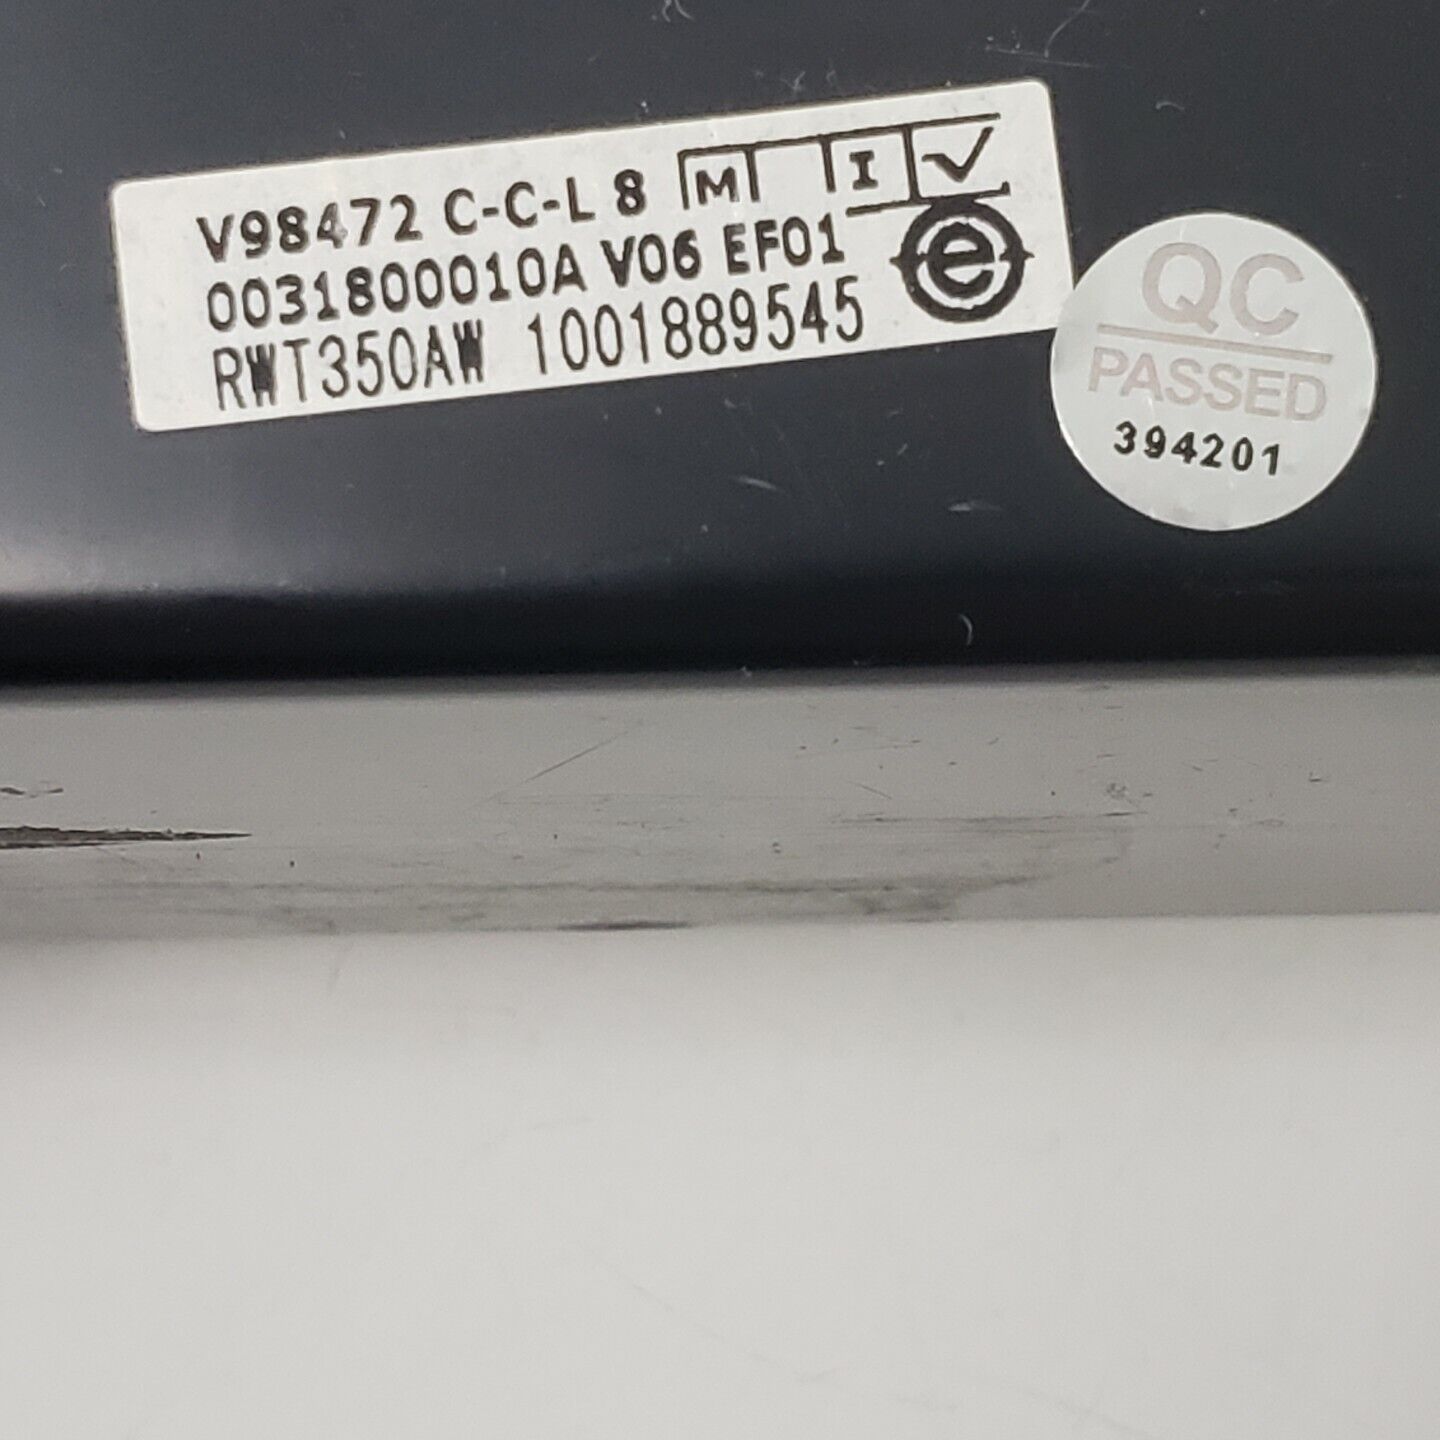 V98472 C-C-L 8 M I ✓
0031800010A V06 EF01 e
RWT350AW 1001889545
QC
PASSED
394201